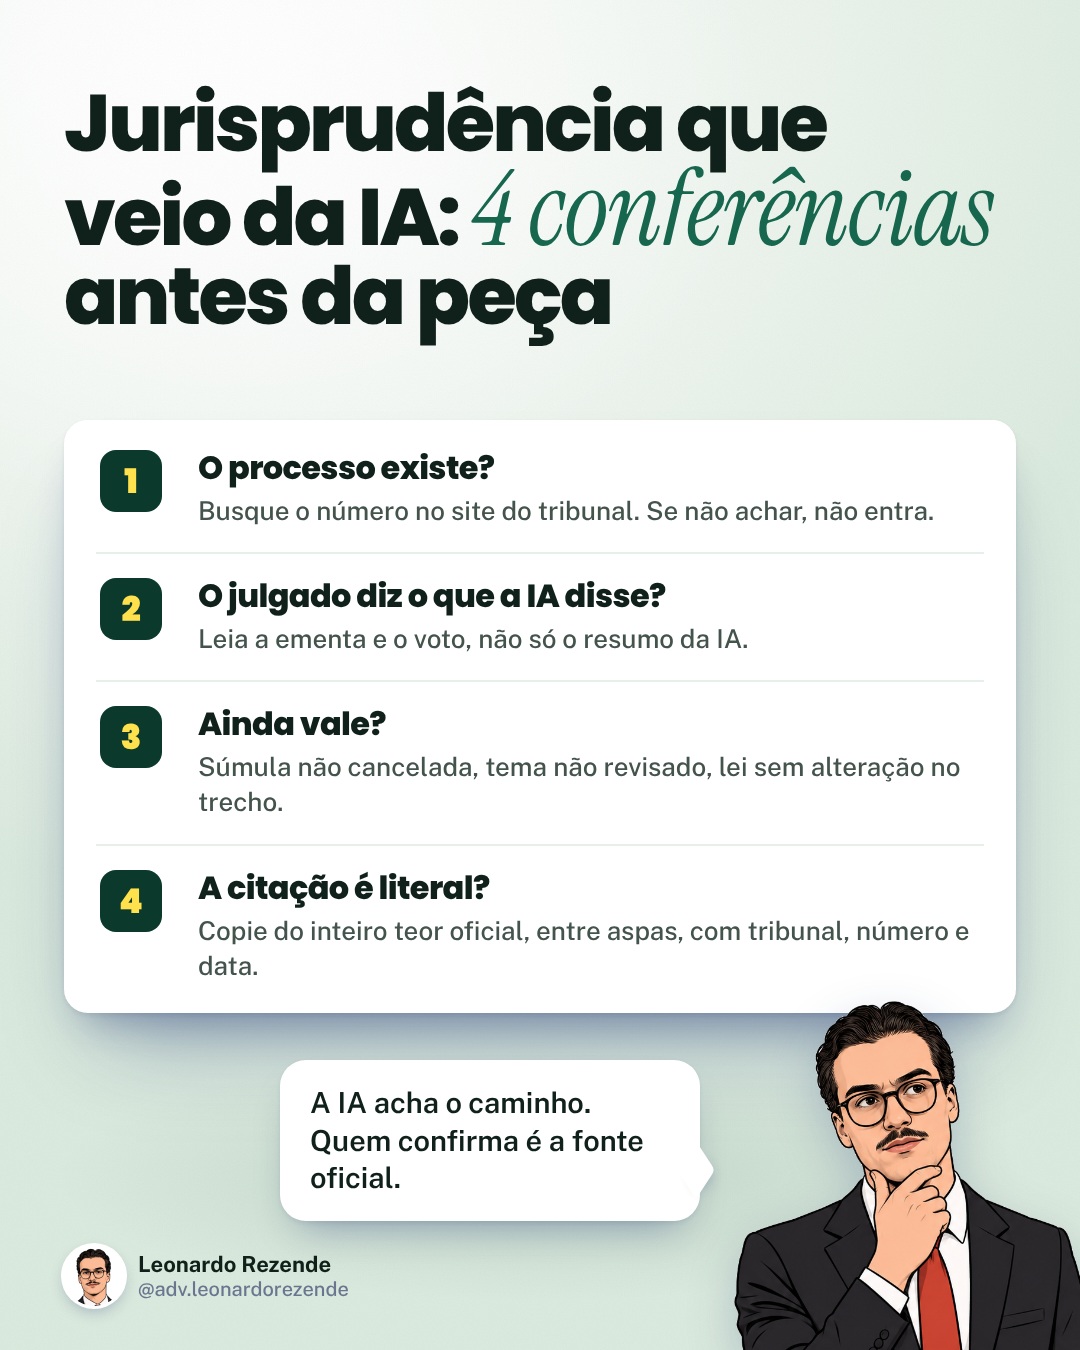 Jurisprudência que
veio da IA: 4 conferências
antes da peça
1
O processo existe?
Busque o número no site do tribunal. Se não achar, não entra.
2
O julgado diz o que a IA disse?
Leia a ementa e o voto, não só o resumo da IA.
3
Ainda vale?
Súmula não cancelada, tema não revisado, lei sem alteração no
trecho.
4
A citação é literal?
Copie do inteiro teor oficial, entre aspas, com tribunal, número e
data.
A IA acha o caminho.
Quem confirma é a fonte
oficial.
Leonardo Rezende
@adv.leonardorezende